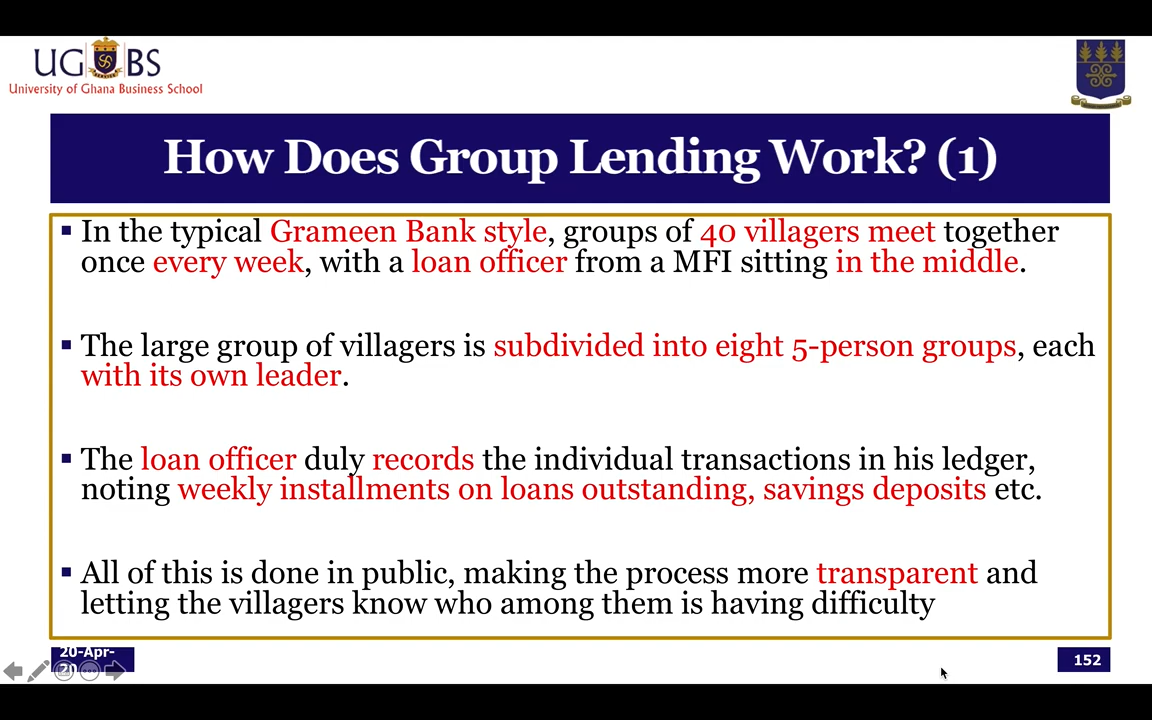 UG BS
University of Ghana Business School
How Does Group Lending Work? (1)
▪ In the typical Grameen Bank style, groups of 40 villagers meet together
once every week, with a loan officer from a MFI sitting in the middle.
▪ The large group of villagers is subdivided into eight 5-person groups, each
with its own leader.
▪ The loan officer duly records the individual transactions in his ledger,
noting weekly installments on loans outstanding, savings deposits etc.
▪ All of this is done in public, making the process more transparent and
letting the villagers know who among them is having difficulty
20-Apr-
20
152